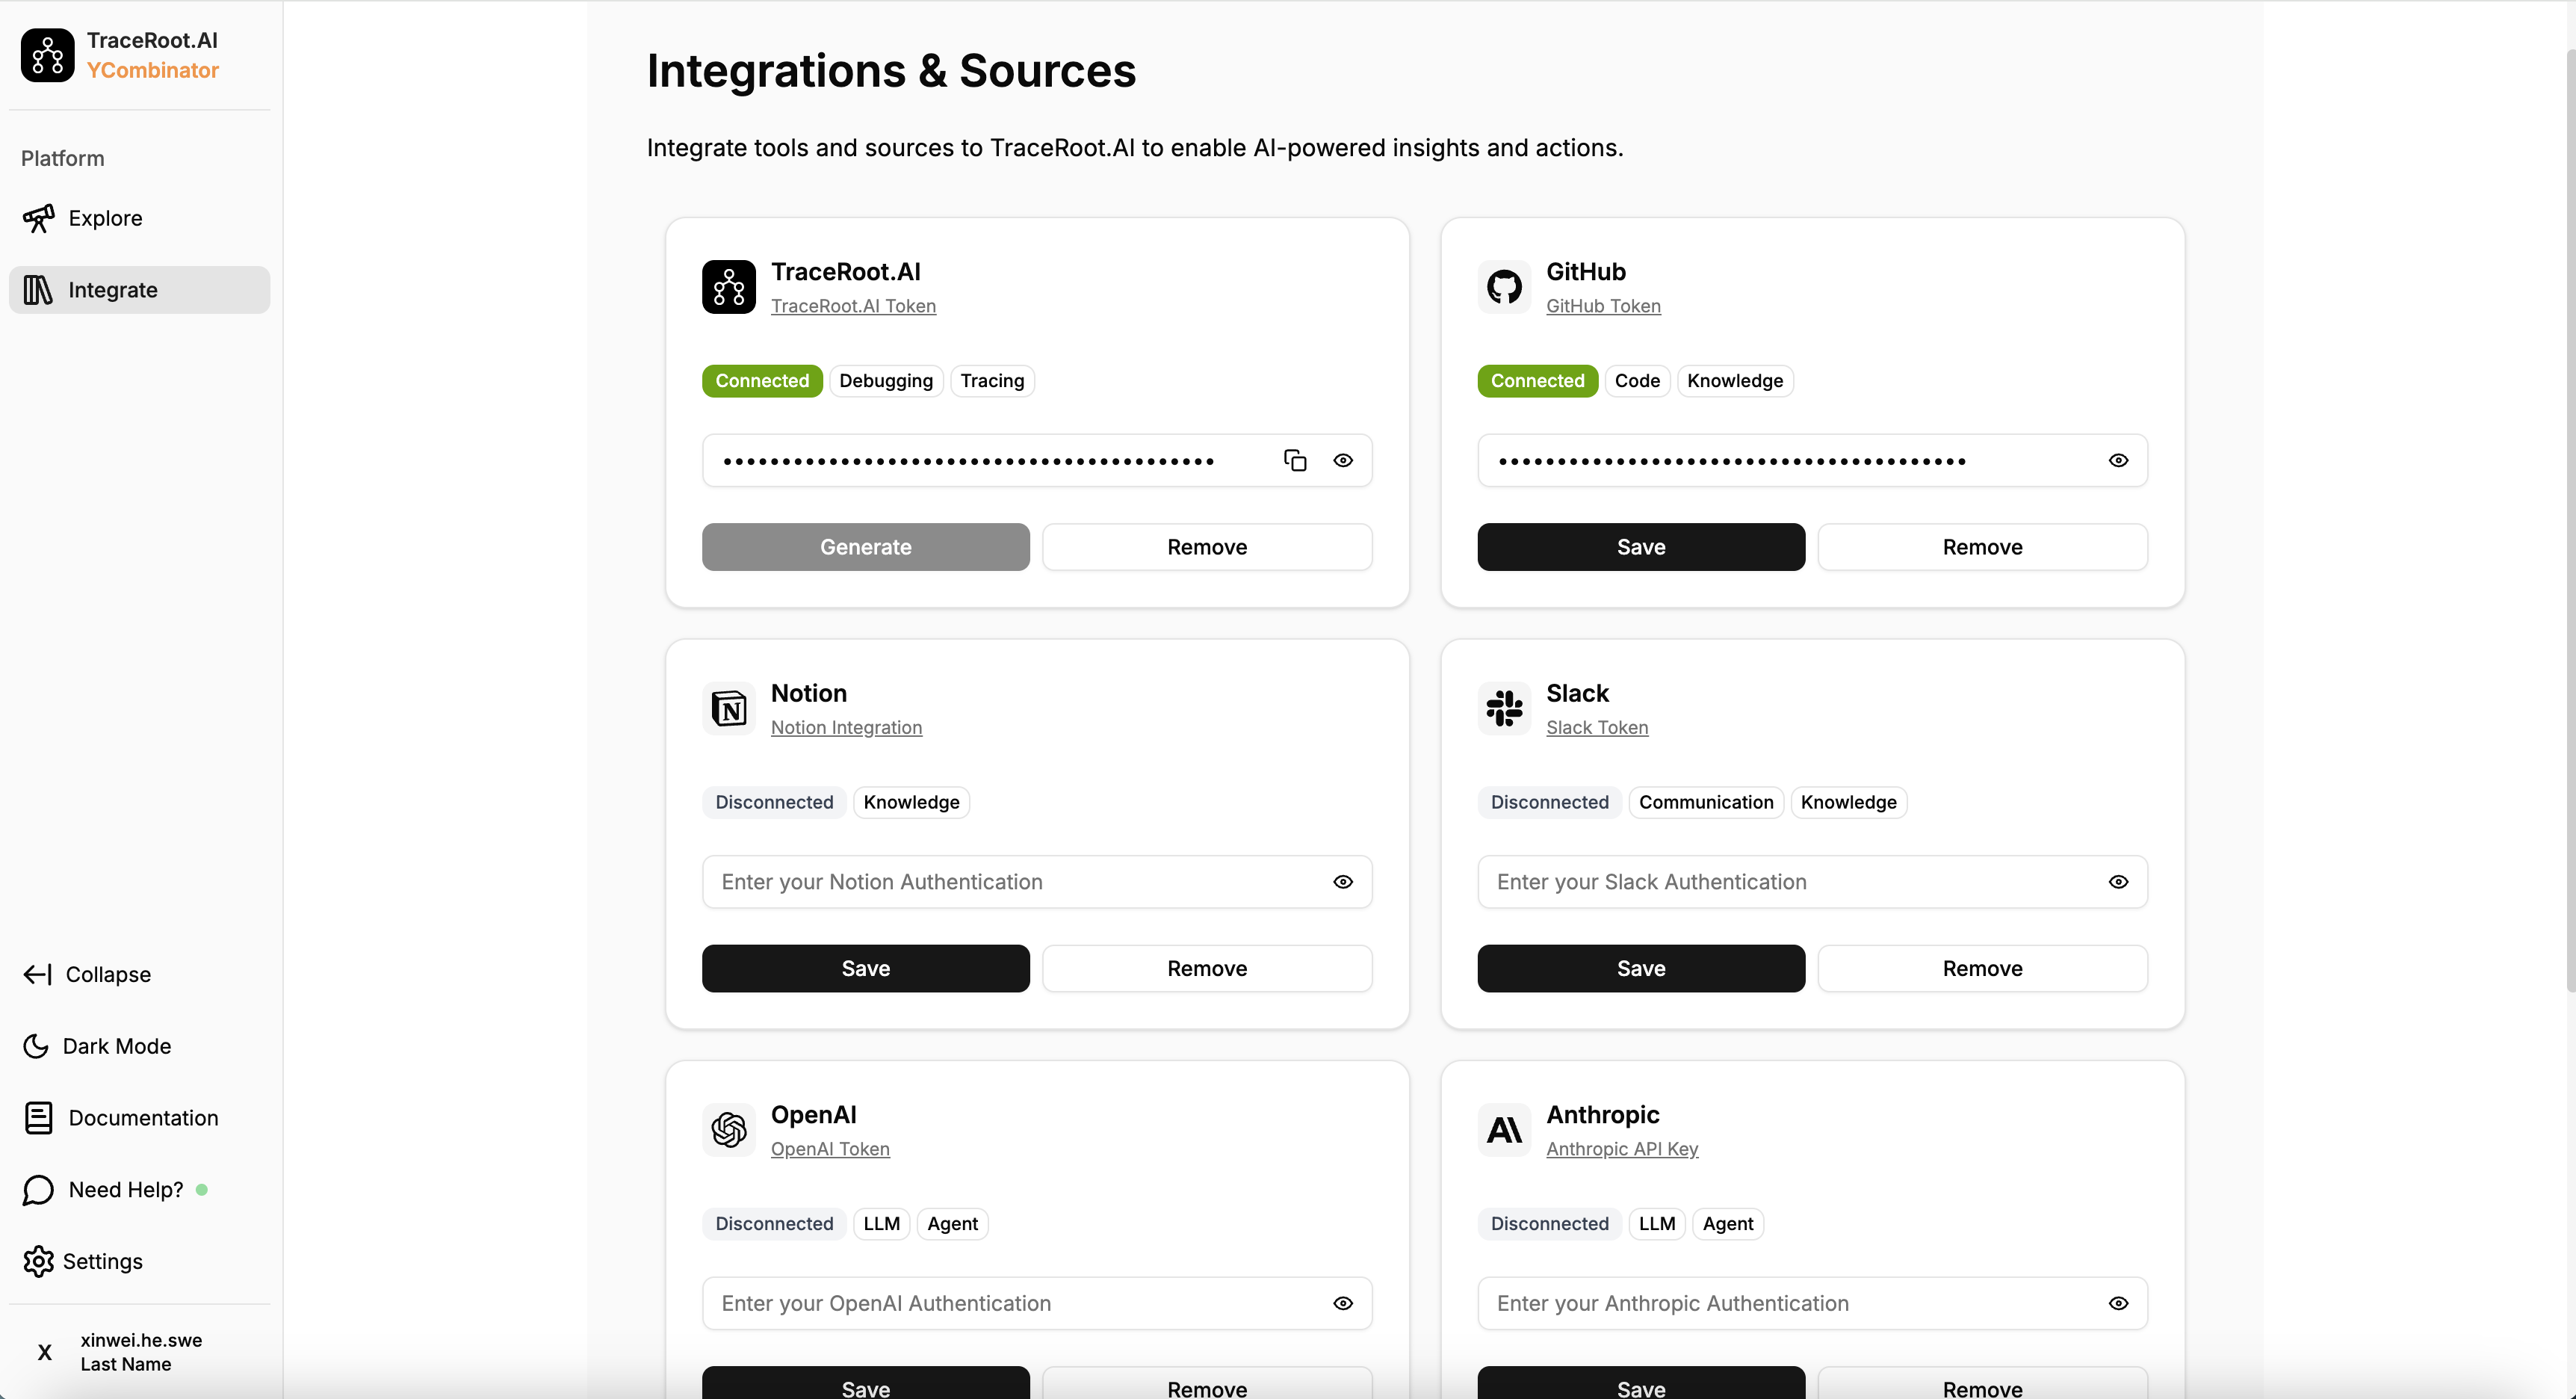 TraceRoot.AI
YCombinator
Platform
Explore
Integrate
Collapse
Dark Mode
Documentation
Need Help?
Settings
X
xinwei.he.swe
Last Name
Integrations & Sources
Integrate tools and sources to TraceRoot.AI to enable AI-powered insights and actions.
TraceRoot.AI
TraceRoot.AI Token
Connected Debugging Tracing
Generate Remove
GitHub
GitHub Token
Connected Code Knowledge
Save Remove
Notion
Notion Integration
Disconnected Knowledge
Enter your Notion Authentication
Save Remove
Slack
Slack Token
Disconnected Communication Knowledge
Enter your Slack Authentication
Save Remove
OpenAI
OpenAI Token
Disconnected LLM Agent
Enter your OpenAI Authentication
Save Remove
Anthropic
Anthropic API Key
Disconnected LLM Agent
Enter your Anthropic Authentication
Save Remove